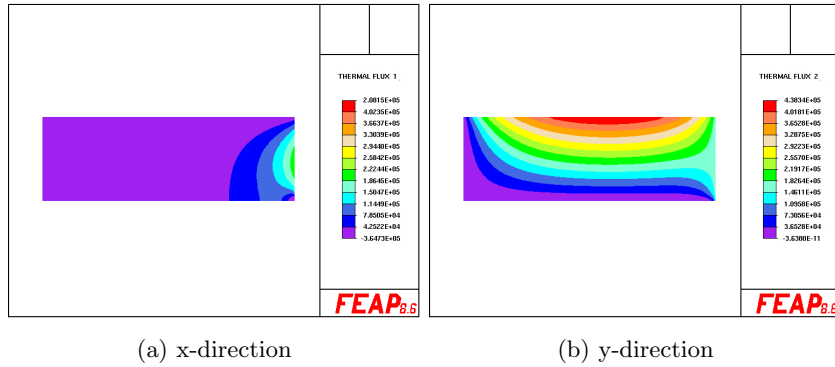 THERMAL FLUX 1
2.0815E+05
4.0235E+05
3.6637E+05
3.3039E+05
2.9440E+05
2.5842E+05
2.2244E+05
1.8645E+05
1.5047E+05
1.1449E+05
7.8505E+04
4.2522E+04
-3.6473E+05
FEAP8.6
(a) x-direction
THERMAL FLUX 2
4.3834E+05
4.0181E+05
3.6528E+05
3.2875E+05
2.9223E+05
2.5570E+05
2.1917E+05
1.8264E+05
1.4611E+05
1.0958E+05
7.3056E+04
3.6528E+04
-3.6380E-11
FEAP8.6
(b) y-direction